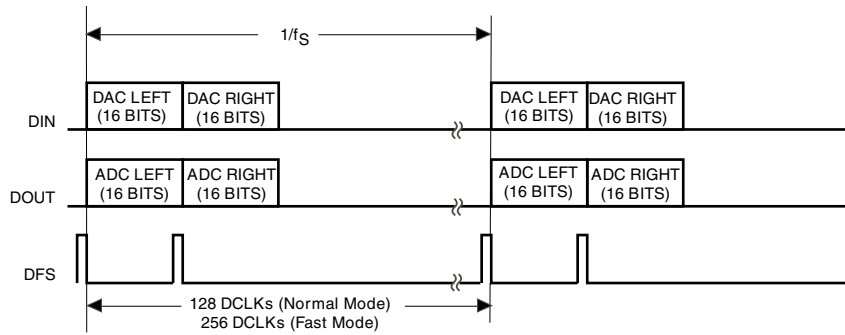 1/fS
DIN
DAC LEFT
(16 BITS)
DAC RIGHT
(16 BITS)
DAC LEFT
(16 BITS)
DAC RIGHT
(16 BITS)
DOUT
ADC LEFT
(16 BITS)
ADC RIGHT
(16 BITS)
ADC LEFT
(16 BITS)
ADC RIGHT
(16 BITS)
DFS
128 DCLKs (Normal Mode)
256 DCLKs (Fast Mode)